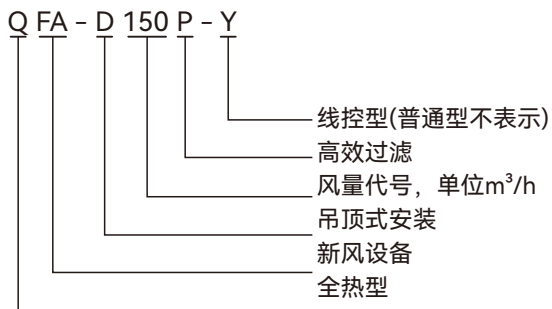 Q FA - D 150 P - Y
线控型(普通型不表示)
高效过滤
风量代号，单位m³/h
吊顶式安装
新风设备
全热型